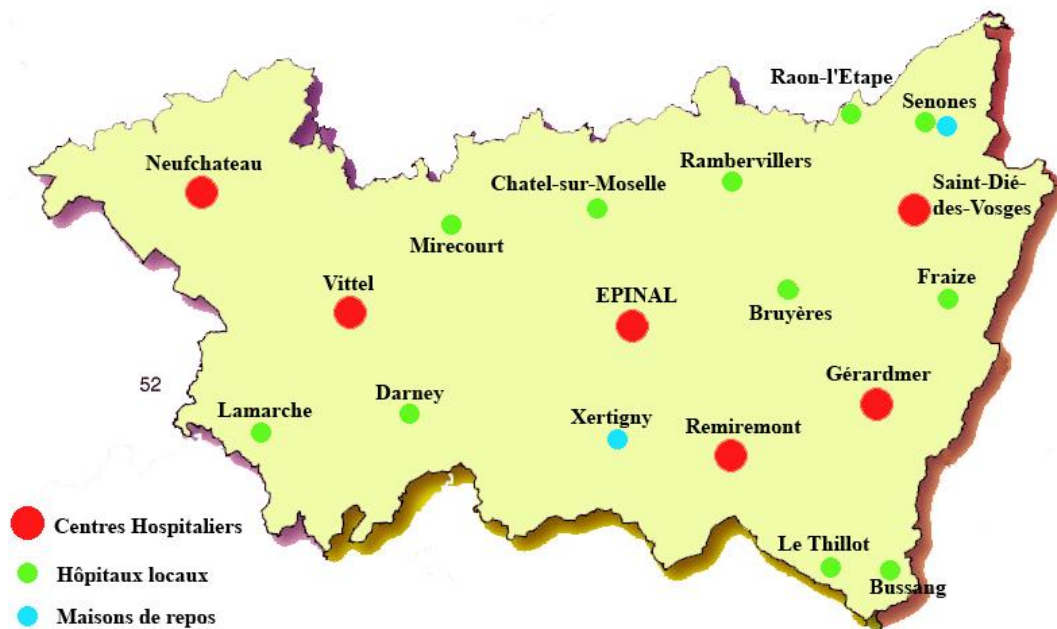 Raon-l'Etape
Senones
Neufchateau
Rambervillers
Chatel-sur-Moselle
Saint-Dié-
des-Vosges
Mirecourt
Vittel
EPINAL
Fraize
Bruyères
52
Gérardmer
Darney
Lamarche
Xertigny
Remiremont
Centres Hospitaliers
Le Thillot
Hôpitaux locaux
Bussang
Maisons de repos